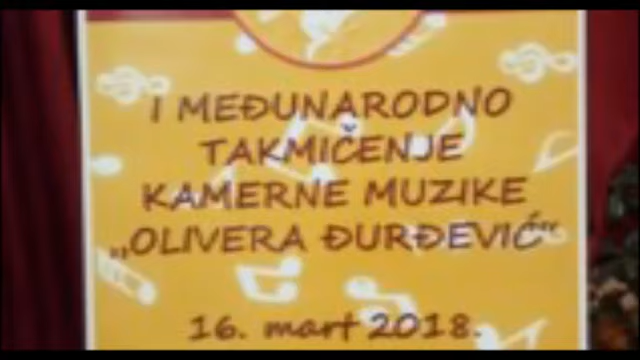 I MEĐUNARODNO
TAKMIČENJE
KAMERNE MUZIKE
„OLIVERA ĐURĐEVIĆ“
16. mart 2018.